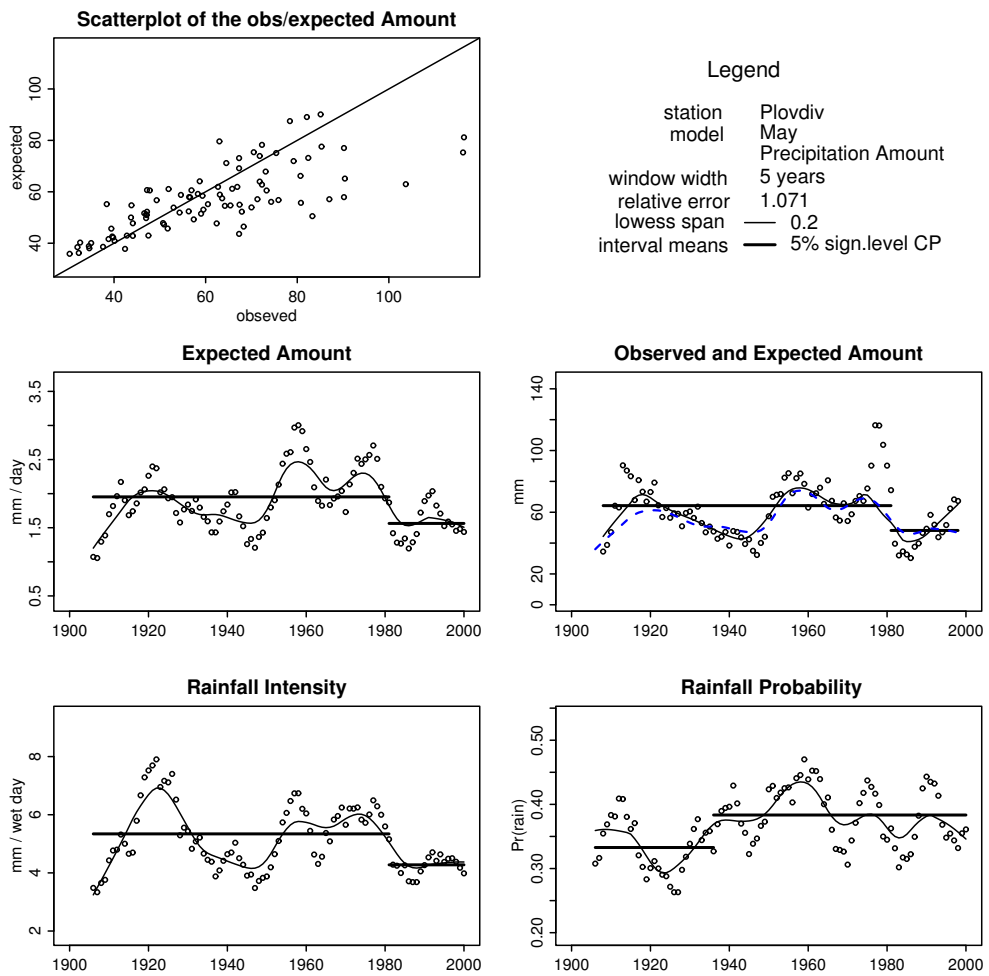 Scatterplot of the obs/expected Amount
expected
40 60 80 100
40 60 80 100
obseved
Legend
station Plovdiv
model May
Precipitation Amount
window width 5 years
relative error 1.071
lowess span 0.2
interval means 5% sign.level CP
Expected Amount
mm / day
0.5 1.5 2.5 3.5
1900 1920 1940 1960 1980 2000
Observed and Expected Amount
mm
0 20 60 100 140
1900 1920 1940 1960 1980 2000
Rainfall Intensity
mm / wet day
2 4 6 8
1900 1920 1940 1960 1980 2000
Rainfall Probability
Pr(rain)
0.20 0.30 0.40 0.50
1900 1920 1940 1960 1980 2000